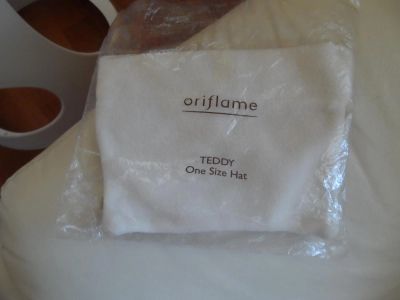 oriflame
TEDDY
One Size Hat